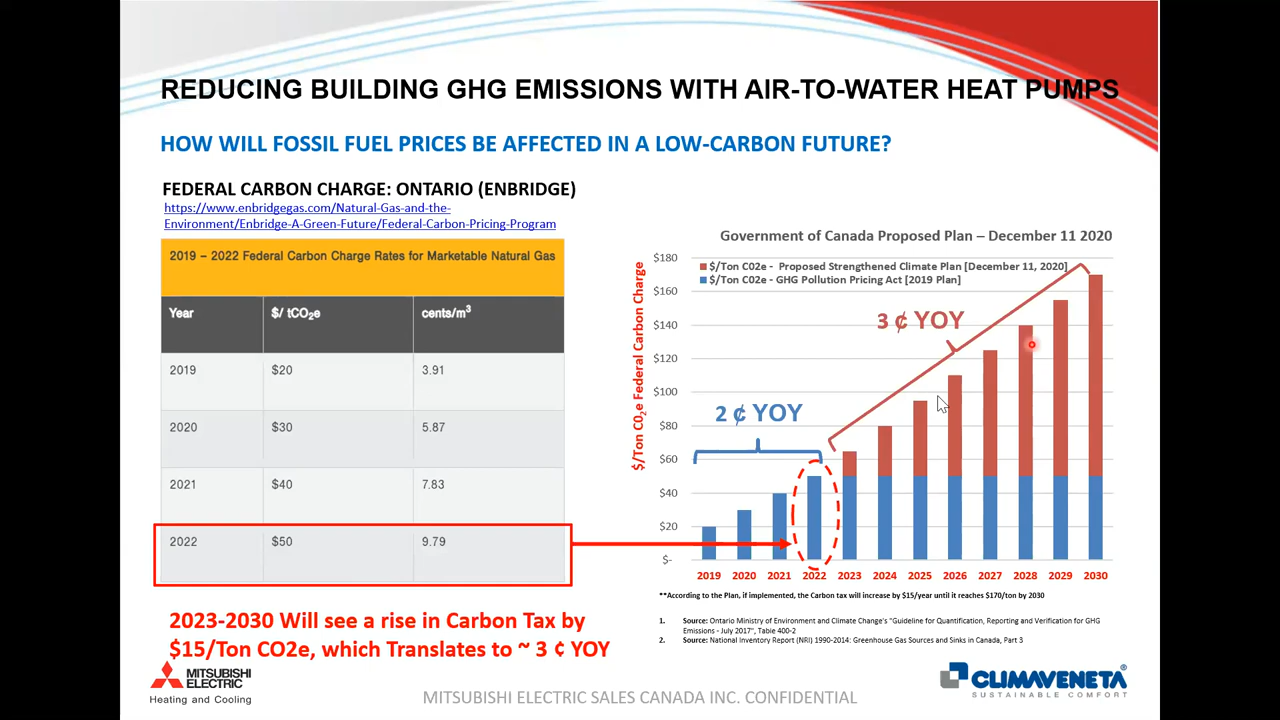 REDUCING BUILDING GHG EMISSIONS WITH AIR-TO-WATER HEAT PUMPS
HOW WILL FOSSIL FUEL PRICES BE AFFECTED IN A LOW-CARBON FUTURE?
FEDERAL CARBON CHARGE: ONTARIO (ENBRIDGE)
https://www.enbridgegas.com/Natural-Gas-and-the-
Environment/Enbridge-A-Green-Future/Federal-Carbon-Pricing-Program
2019 – 2022 Federal Carbon Charge Rates for Marketable Natural Gas
Year $/ tCO₂e cents/m³
2019 $20 3.91
2020 $30 5.87
2021 $40 7.83
2022 $50 9.79
2023-2030 Will see a rise in Carbon Tax by
$15/Ton CO2e, which Translates to ~ 3 ¢ YOY
Government of Canada Proposed Plan – December 11 2020
$/Ton C0₂e Federal Carbon Charge
$180
$160
$140
$120
$100
$80
$60
$40
$20
$-
$/Ton C02e - Proposed Strengthened Climate Plan [December 11, 2020]
$/Ton C02e - GHG Pollution Pricing Act [2019 Plan]
3 ¢ YOY
2 ¢ YOY
2019 2020 2021 2022 2023 2024 2025 2026 2027 2028 2029 2030
**According to the Plan, if implemented, the Carbon tax will increase by $15/year until it reaches $170/ton by 2030
1. Source: Ontario Ministry of Environment and Climate Change's "Guideline for Quantification, Reporting and Verification for GHG
Emissions - July 2017", Table 400-2
2. Source: National Inventory Report (NRI) 1990-2014: Greenhouse Gas Sources and Sinks in Canada, Part 3
MITSUBISHI
ELECTRIC
Heating and Cooling
MITSUBISHI ELECTRIC SALES CANADA INC. CONFIDENTIAL
CLIMAVENETA
SUSTAINABLE COMFORT